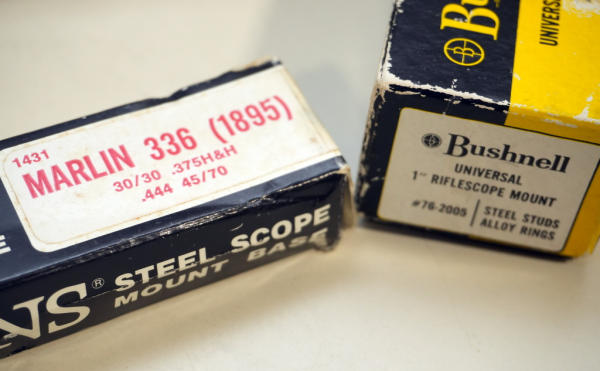 1431
MARLIN 336 (1895)
30/30 .375H&H
.444 45/70
NS® STEEL SCOPE
MOUNT BASE
Bushnell
UNIVERSAL
1" RIFLESCOPE MOUNT
#76-2005
STEEL STUDS
ALLOY RINGS